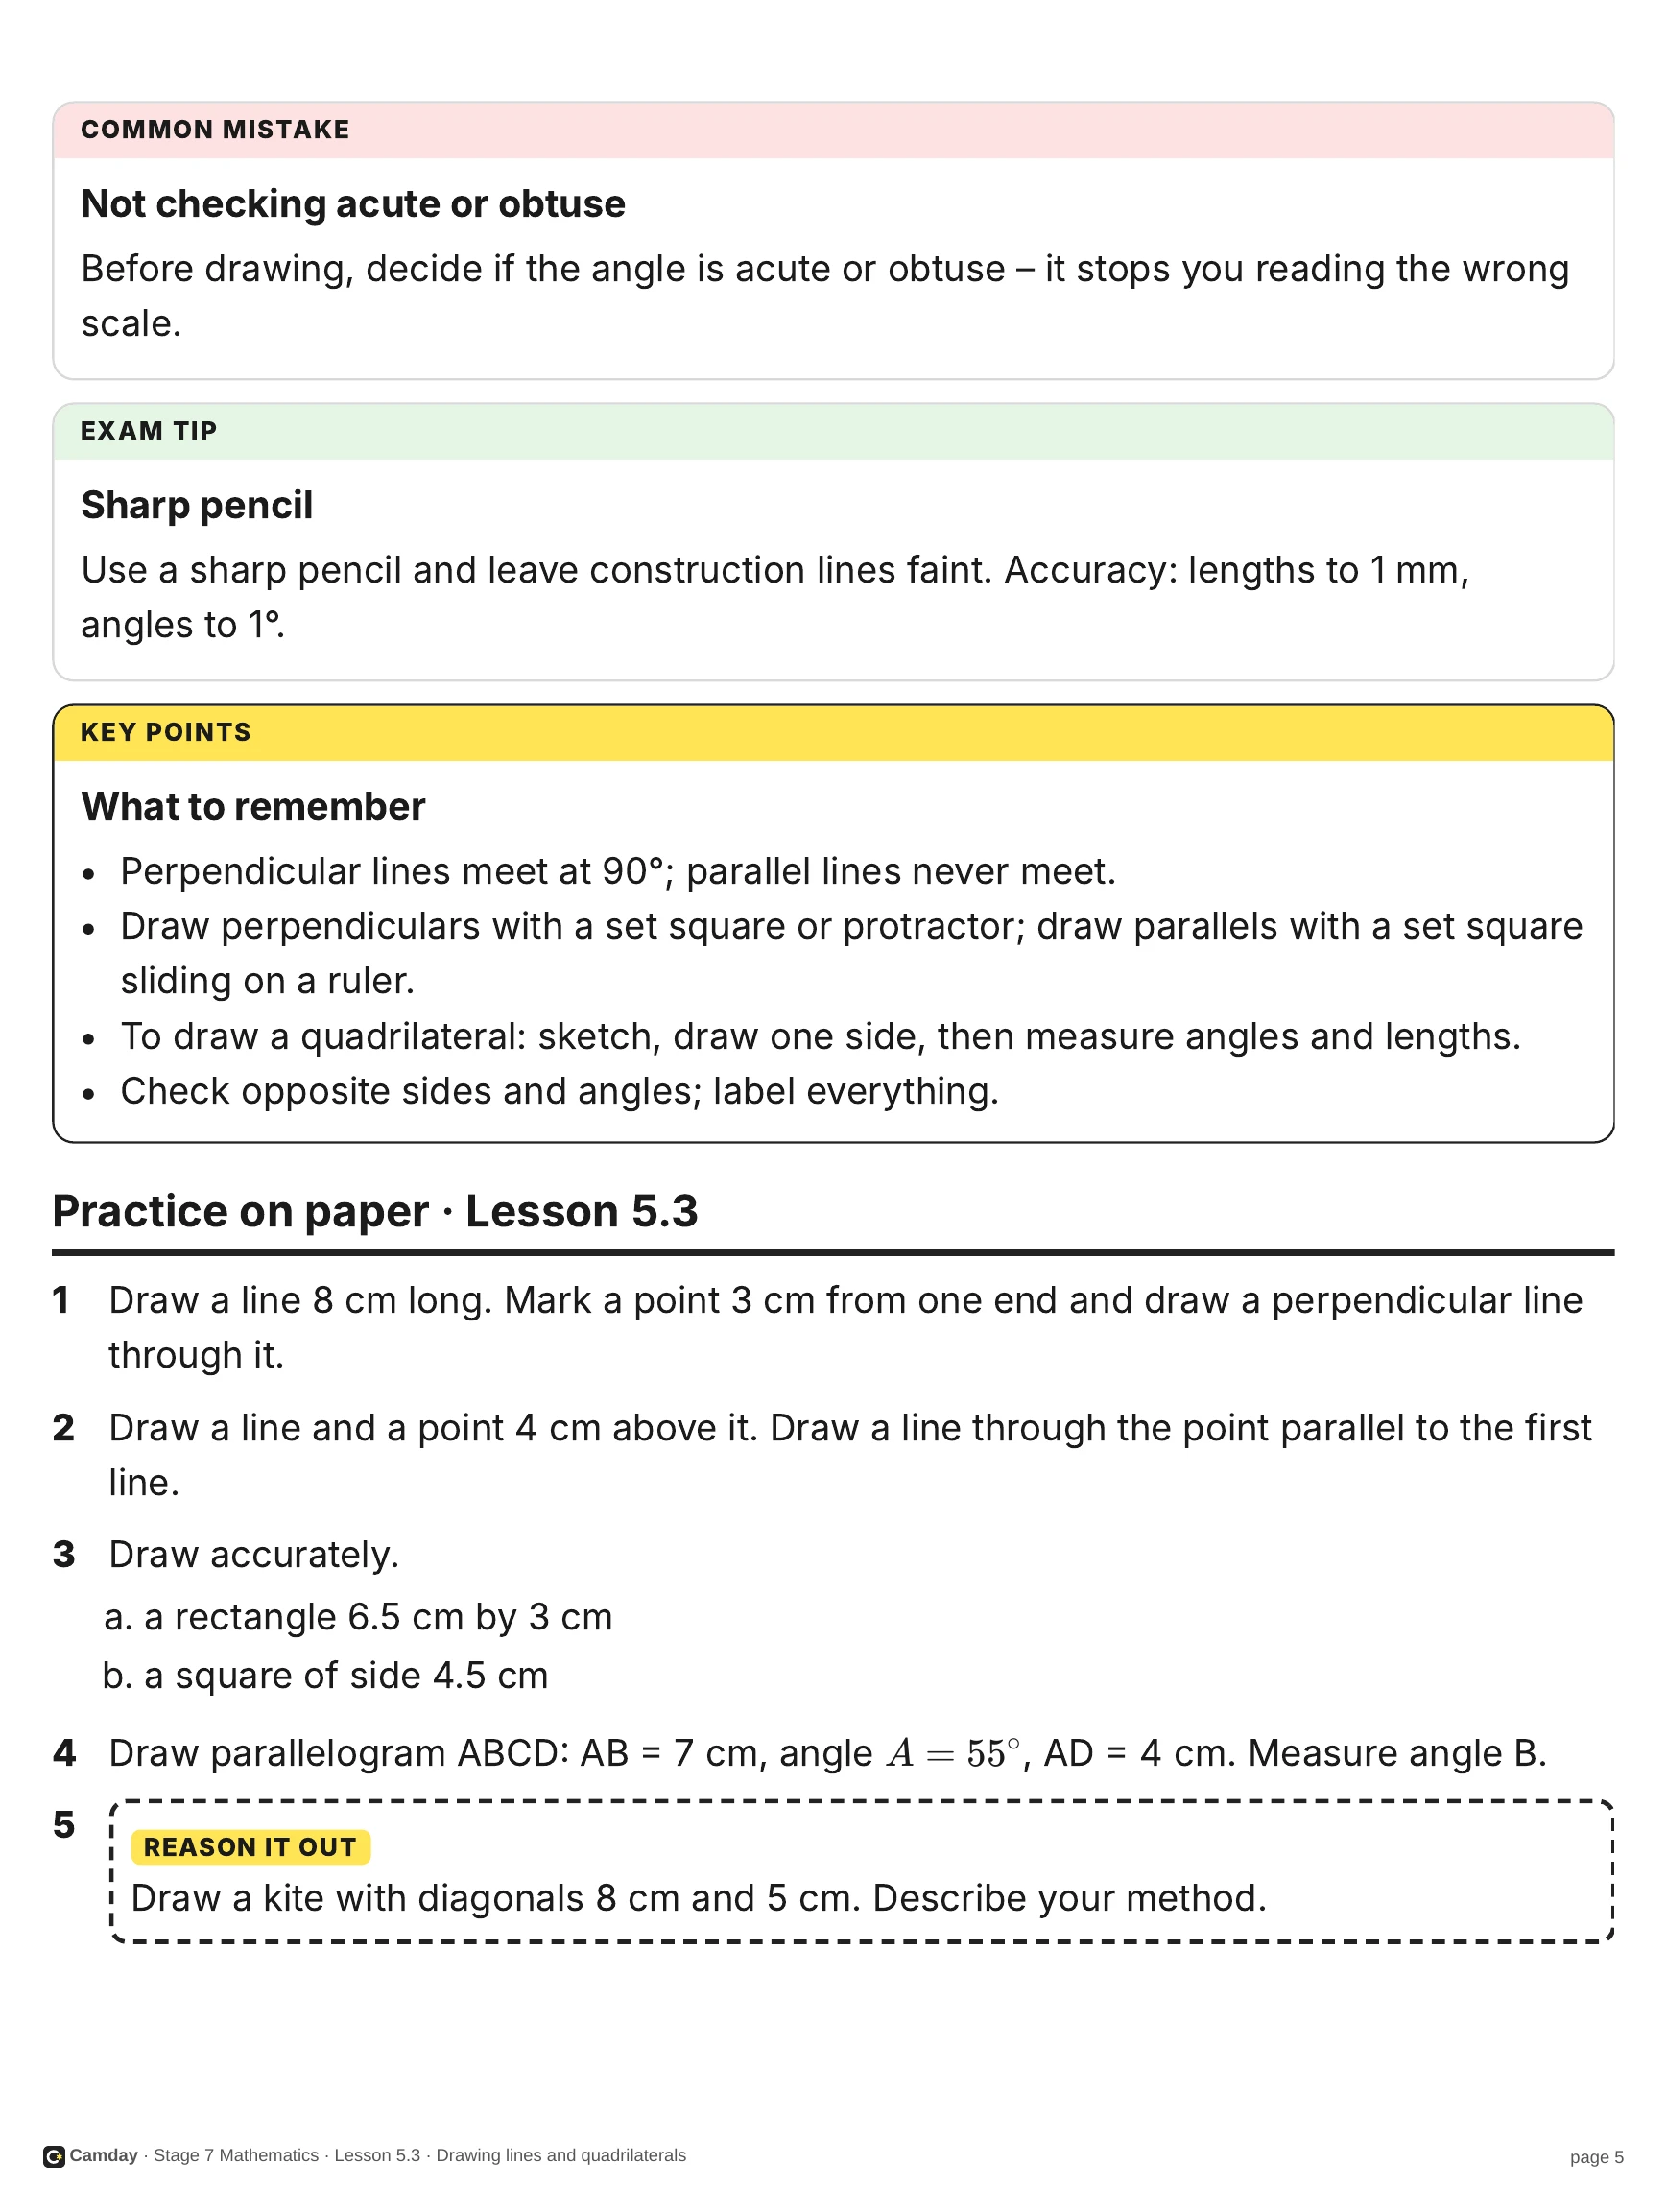 COMMON MISTAKE
Not checking acute or obtuse
Before drawing, decide if the angle is acute or obtuse – it stops you reading the wrong
scale.
EXAM TIP
Sharp pencil
Use a sharp pencil and leave construction lines faint. Accuracy: lengths to 1 mm,
angles to 1°.
KEY POINTS
What to remember
• Perpendicular lines meet at 90°; parallel lines never meet.
• Draw perpendiculars with a set square or protractor; draw parallels with a set square
sliding on a ruler.
• To draw a quadrilateral: sketch, draw one side, then measure angles and lengths.
• Check opposite sides and angles; label everything.
Practice on paper · Lesson 5.3
1 Draw a line 8 cm long. Mark a point 3 cm from one end and draw a perpendicular line
through it.
2 Draw a line and a point 4 cm above it. Draw a line through the point parallel to the first
line.
3 Draw accurately.
a. a rectangle 6.5 cm by 3 cm
b. a square of side 4.5 cm
4 Draw parallelogram ABCD: AB = 7 cm, angle A = 55°, AD = 4 cm. Measure angle B.
5 REASON IT OUT
Draw a kite with diagonals 8 cm and 5 cm. Describe your method.
Camday · Stage 7 Mathematics · Lesson 5.3 · Drawing lines and quadrilaterals page 5